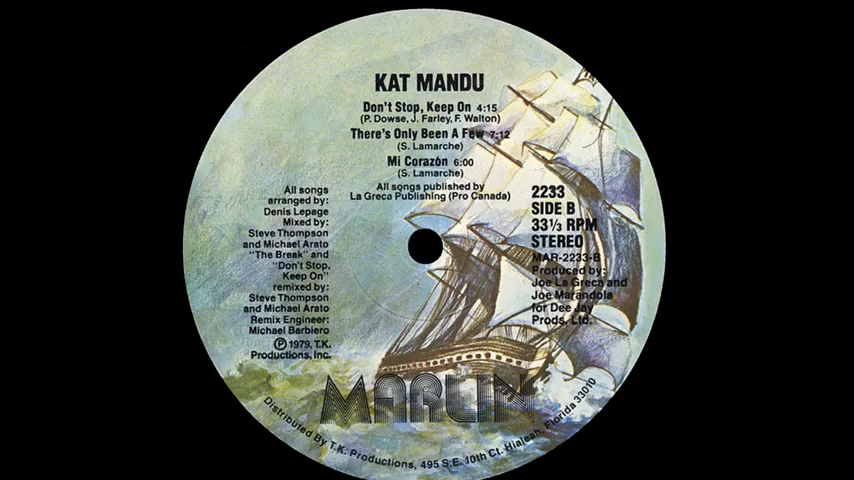 KAT MANDU
Don't Stop, Keep On 4:15
(P. Dowse, J. Farley, F. Walton)
There's Only Been A Few 7:12
(S. Lamarche)
Mi Corazón 6:00
(S. Lamarche)
All songs published by
La Greca Publishing (Pro Canada)
All songs
arranged by:
Denis Lepage
Mixed by:
Steve Thompson
and Michael Arato
"The Break" and
"Don't Stop,
Keep On"
remixed by:
Steve Thompson
and Michael Arato
Remix Engineer:
Michael Barbiero
Ⓟ 1979, T.K.
Productions, Inc.
2233
SIDE B
33⅓ RPM
STEREO
MAR-2233-B
Produced by:
Joe La Greca and
Joe Marandola
for Dee Jay
Prods. Ltd.
MARLIN
Distributed By T.K. Productions, 495 S.E. 10th Ct. Hialeah, Florida 33010